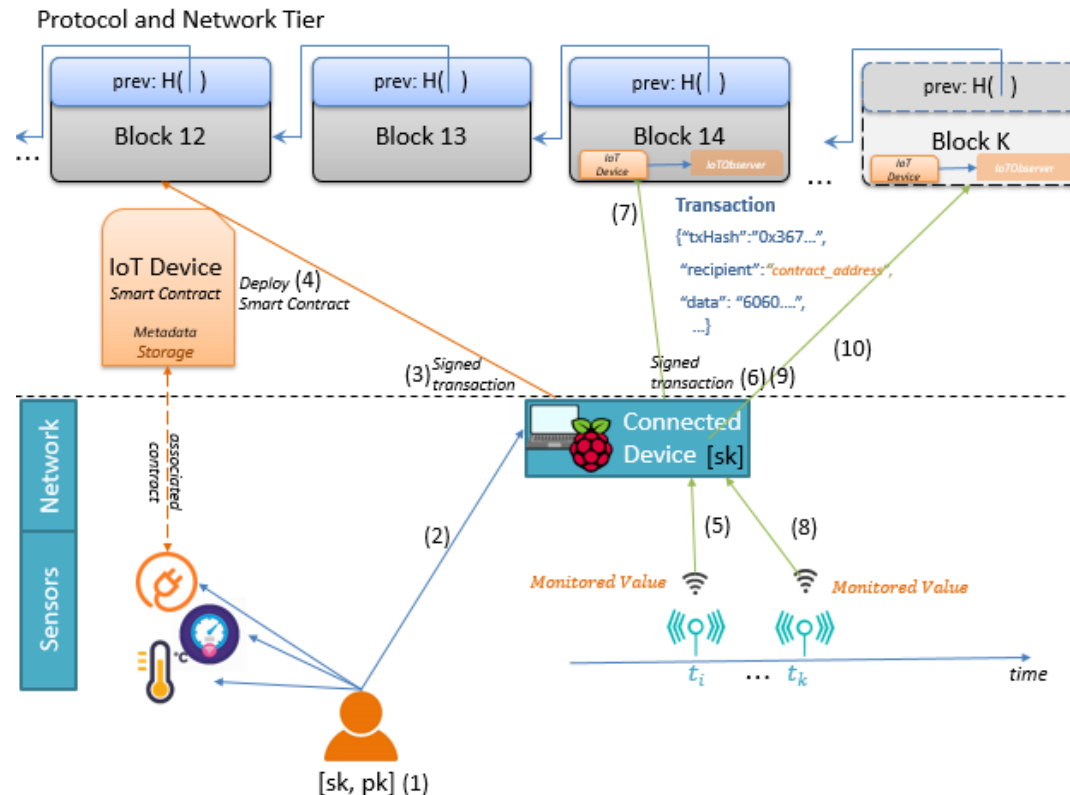 Protocol and Network Tier
prev: H( )
prev: H( )
prev: H( )
prev: H( )
Block 12
Block 13
Block 14
Block K
IoT
Device
IoTObserver
IoT
Device
IoTObserver
...
...
(7)
Transaction
{“txHash”:”0x367...”,
“recipient”:”contract_address”,
“data”: “6060....”,
...}
IoT Device
Smart Contract
Metadata
Storage
Deploy (4)
Smart Contract
(10)
(3) Signed
transaction
Signed
transaction (6) (9)
Connected
Device [sk]
Network
Sensors
associated
contract
(2)
(5)
(8)
Monitored Value
Monitored Value
°C
t_i ... t_k
time
[sk, pk] (1)